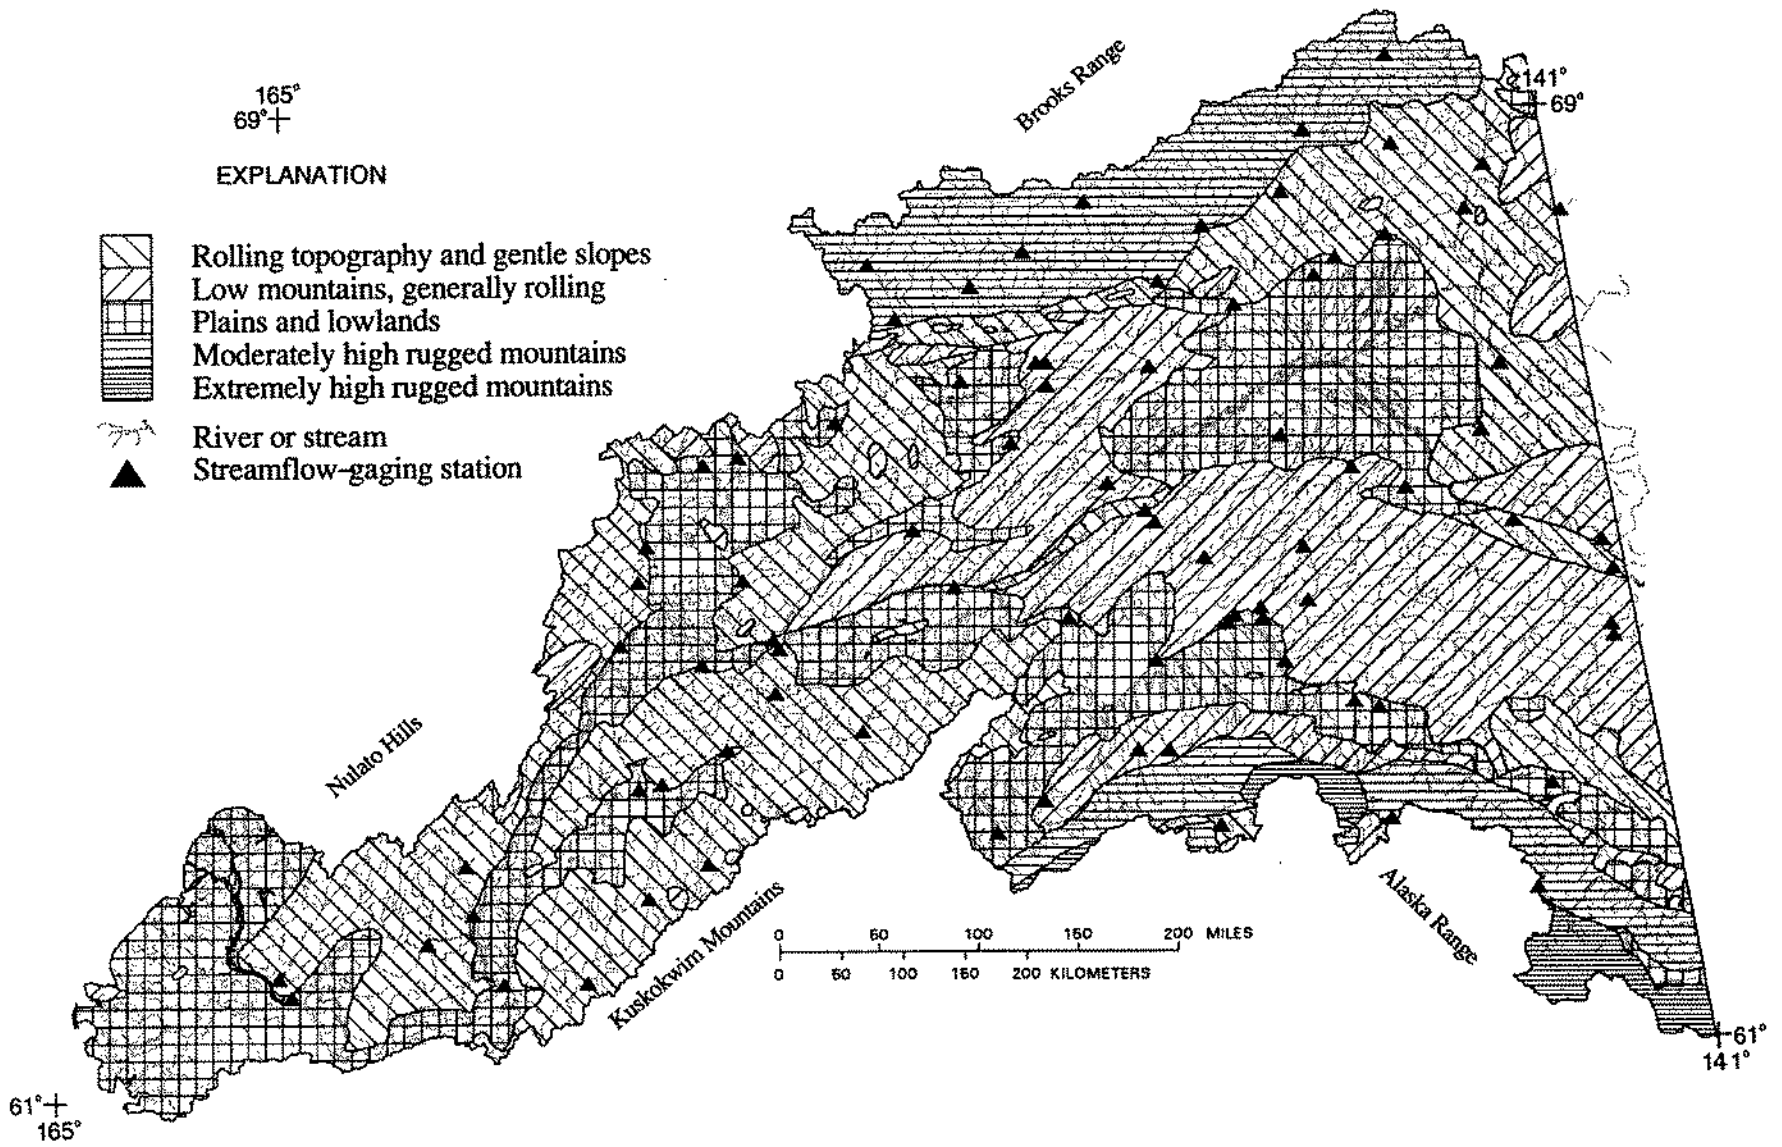 Brooks Range
141°
69°
165°
69°
EXPLANATION
Rolling topography and gentle slopes
Low mountains, generally rolling
Plains and lowlands
Moderately high rugged mountains
Extremely high rugged mountains
River or stream
Streamflow-gaging station
Nulato Hills
Kuskokwim Mountains
Alaska Range
0 50 100 150 200 MILES
0 50 100 150 200 KILOMETERS
61°
141°
61°
165°